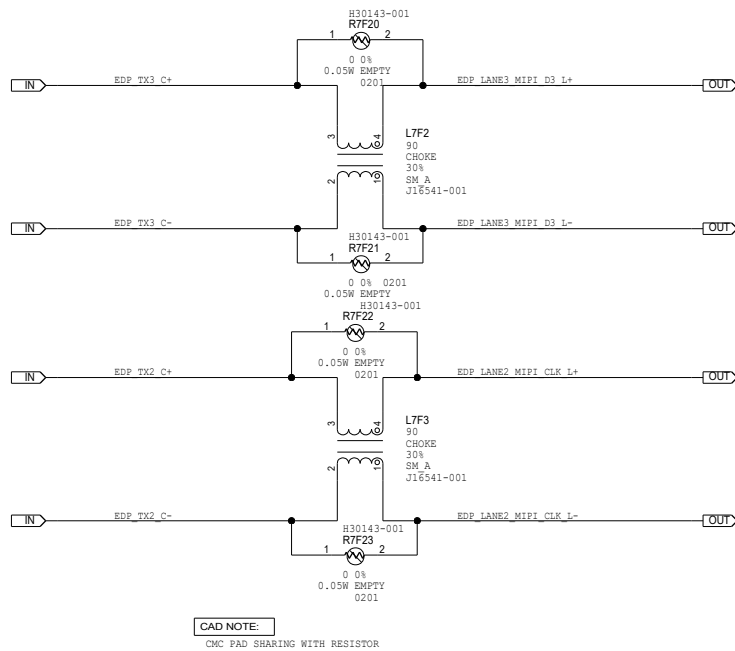 H30143-001
R7F20
1 2
0 0%
0.05W EMPTY
0201
IN EDP_TX3_C+ EDP_LANE3_MIPI_D3_L+ OUT
3 4
L7F2
90
CHOKE
30%
SM_A
J16541-001
2 1
IN EDP_TX3_C- EDP_LANE3_MIPI_D3_L- OUT
H30143-001
R7F21
1 2
0 0% 0201
0.05W EMPTY
H30143-001
R7F22
1 2
0 0%
0.05W EMPTY
0201
IN EDP_TX2_C+ EDP_LANE2_MIPI_CLK_L+ OUT
3 4
L7F3
90
CHOKE
30%
SM_A
J16541-001
2 1
IN EDP_TX2_C- EDP_LANE2_MIPI_CLK_L- OUT
H30143-001
R7F23
1 2
0 0%
0.05W EMPTY
0201
CAD NOTE:
CMC PAD SHARING WITH RESISTOR